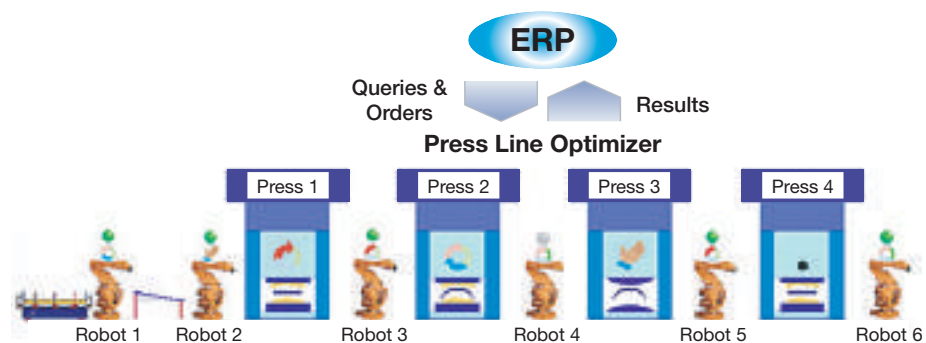 ERP
Queries &
Orders
Results
Press Line Optimizer
Press 1
Press 2
Press 3
Press 4
Robot 1
Robot 2
Robot 3
Robot 4
Robot 5
Robot 6